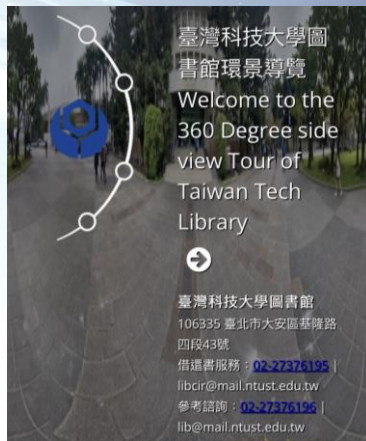 臺灣科技大學圖
書館環景導覽
Welcome to the
360 Degree side
view Tour of
Taiwan Tech
Library
臺灣科技大學圖書館
106335 臺北市大安區基隆路
四段43號
借還書服務：02-27376195 |
libcir@mail.ntust.edu.tw
參考諮詢：02-27376196 |
lib@mail.ntust.edu.tw